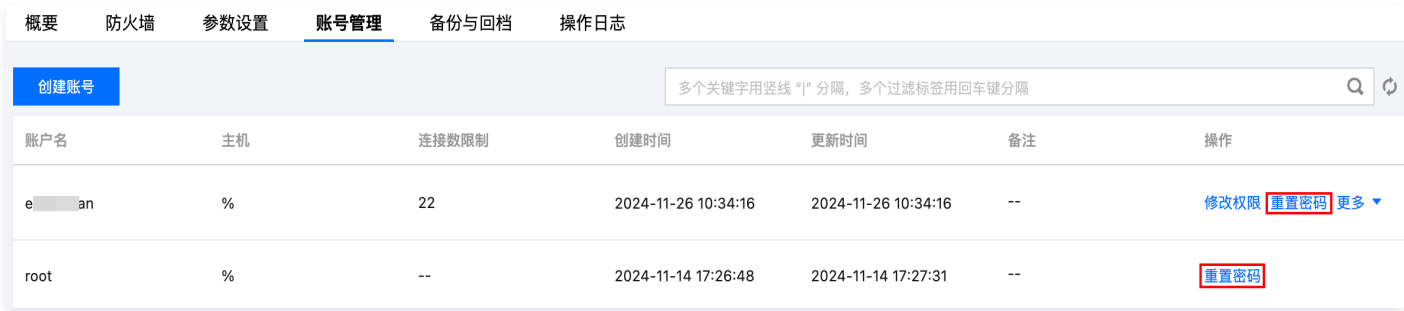 概要 防火墙 参数设置 账号管理 备份与回档 操作日志
创建账号 多个关键字用竖线 “|” 分隔，多个过滤标签用回车键分隔
账户名 主机 连接数限制 创建时间 更新时间 备注 操作
e an % 22 2024-11-26 10:34:16 2024-11-26 10:34:16 -- 修改权限 重置密码 更多
root % -- 2024-11-14 17:26:48 2024-11-14 17:27:31 -- 重置密码